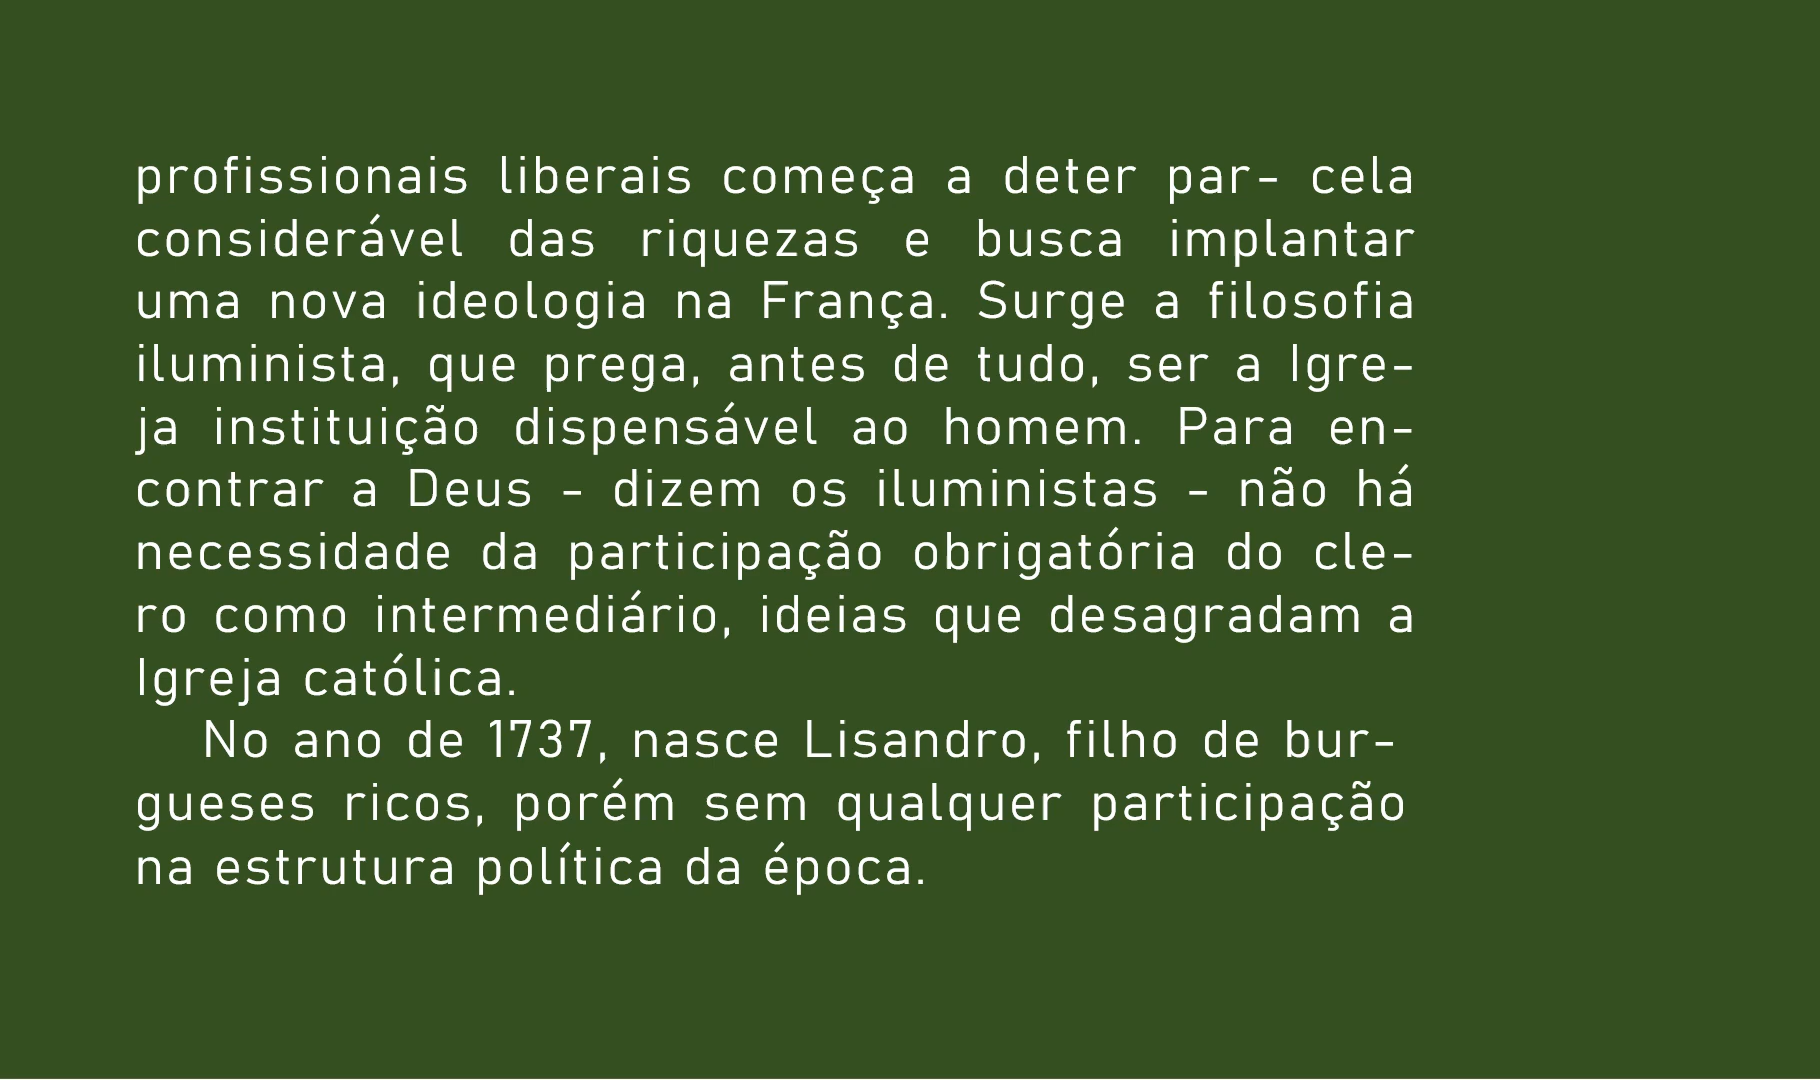 profissionais liberais começa a deter par- cela
considerável das riquezas e busca implantar
uma nova ideologia na França. Surge a filosofia
iluminista, que prega, antes de tudo, ser a Igre-
ja instituição dispensável ao homem. Para en-
contrar a Deus - dizem os iluministas - não há
necessidade da participação obrigatória do cle-
ro como intermediário, ideias que desagradam a
Igreja católica.
No ano de 1737, nasce Lisandro, filho de bur-
gueses ricos, porém sem qualquer participação
na estrutura política da época.